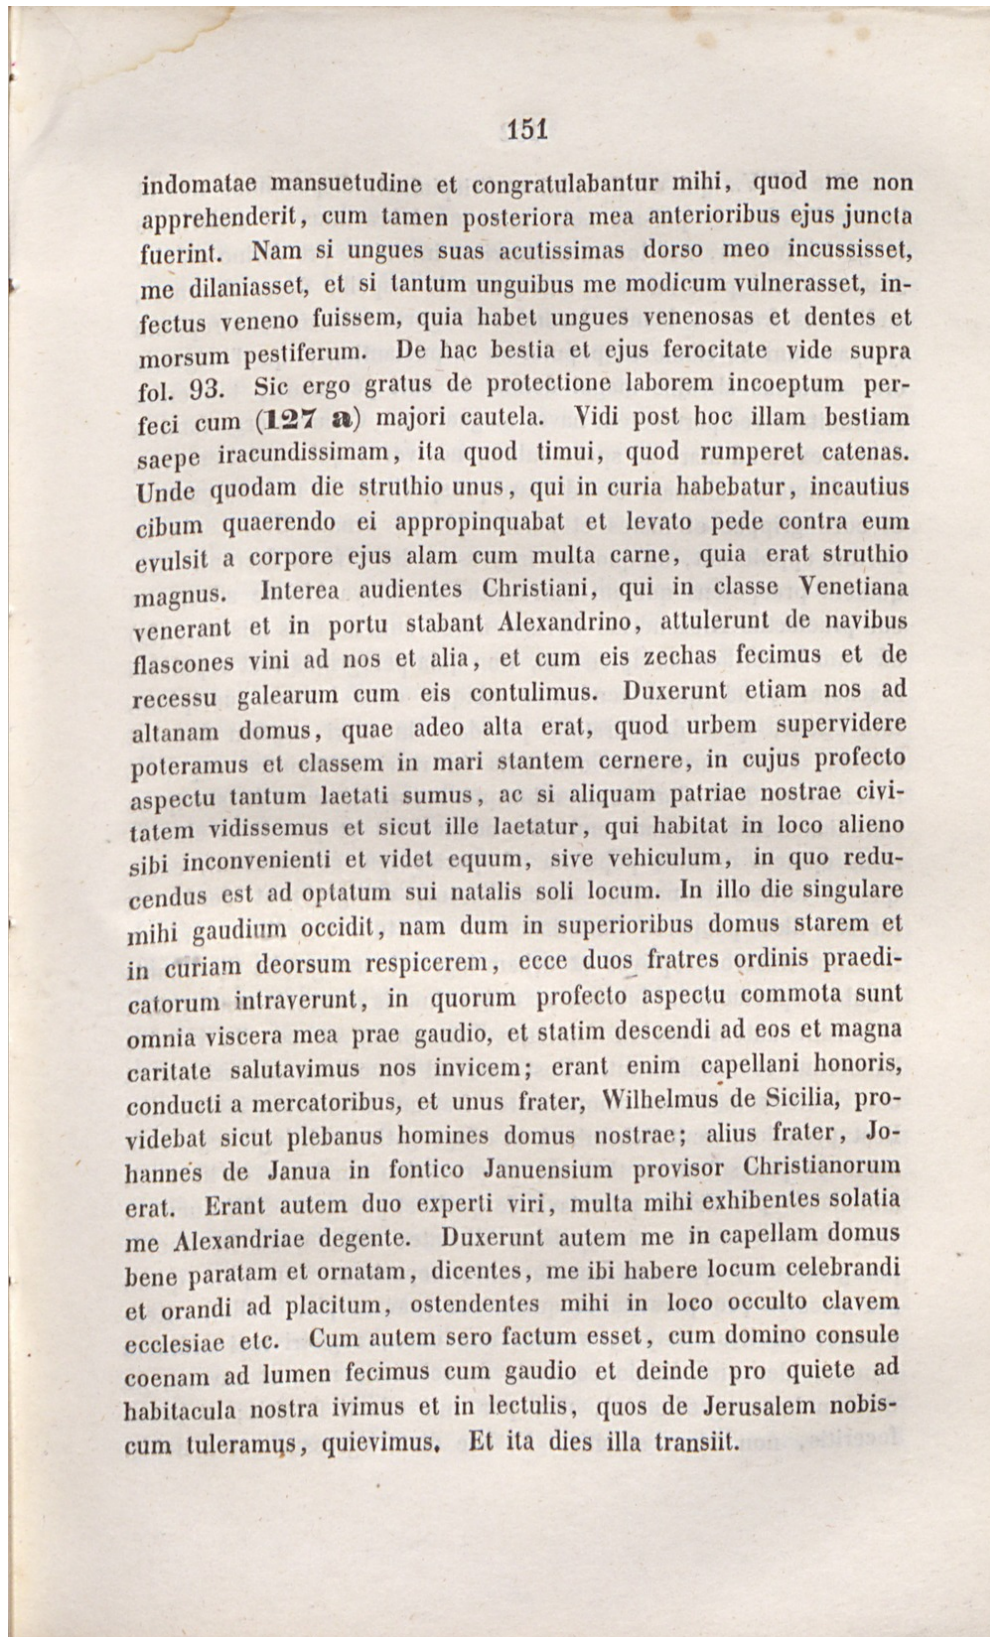 151
indomatae mansuetudine et congratulabantur mihi, quod me non
apprehenderit, cum tamen posteriora mea anterioribus ejus juncta
fuerint. Nam si ungues suas acutissimas dorso meo incussisset,
me dilaniasset, et si tantum unguibus me modicum vulnerasset, in-
fectus veneno fuissem, quia habet ungues venenosas et dentes et
morsum pestiferum. De hac bestia et ejus ferocitate vide supra
fol. 93. Sic ergo gratus de protectione laborem incoeptum per-
feci cum (127 a) majori cautela. Vidi post hoc illam bestiam
saepe iracundissimam, ita quod timui, quod rumperet catenas.
Unde quodam die struthio unus, qui in curia habebatur, incautius
cibum quaerendo ei appropinquabat et levato pede contra eum
evulsit a corpore ejus alam cum multa carne, quia erat struthio
magnus. Interea audientes Christiani, qui in classe Venetiana
venerant et in portu stabant Alexandrino, attulerunt de navibus
flascones vini ad nos et alia, et cum eis zechas fecimus et de
recessu galearum cum eis contulimus. Duxerunt etiam nos ad
altanam domus, quae adeo alta erat, quod urbem supervidere
poteramus et classem in mari stantem cernere, in cujus profecto
aspectu tantum laetati sumus, ac si aliquam patriae nostrae civi-
tatem vidissemus et sicut ille laetatur, qui habitat in loco alieno
sibi inconvenienti et videt equum, sive vehiculum, in quo redu-
cendus est ad optatum sui natalis soli locum. In illo die singulare
mihi gaudium occidit, nam dum in superioribus domus starem et
in curiam deorsum respicerem, ecce duos fratres ordinis praedi-
catorum intraverunt, in quorum profecto aspectu commota sunt
omnia viscera mea prae gaudio, et statim descendi ad eos et magna
caritate salutavimus nos invicem; erant enim capellani honoris,
conducti a mercatoribus, et unus frater, Wilhelmus de Sicilia, pro-
videbat sicut plebanus homines domus nostrae; alius frater, Jo-
hannes de Janua in fontico Januensium provisor Christianorum
erat. Erant autem duo experti viri, multa mihi exhibentes solatia
me Alexandriae degente. Duxerunt autem me in capellam domus
bene paratam et ornatam, dicentes, me ibi habere locum celebrandi
et orandi ad placitum, ostendentes mihi in loco occulto clavem
ecclesiae etc. Cum autem sero factum esset, cum domino consule
coenam ad lumen fecimus cum gaudio et deinde pro quiete ad
habitacula nostra ivimus et in lectulis, quos de Jerusalem nobis-
cum tuleramus, quievimus. Et ita dies illa transiit.